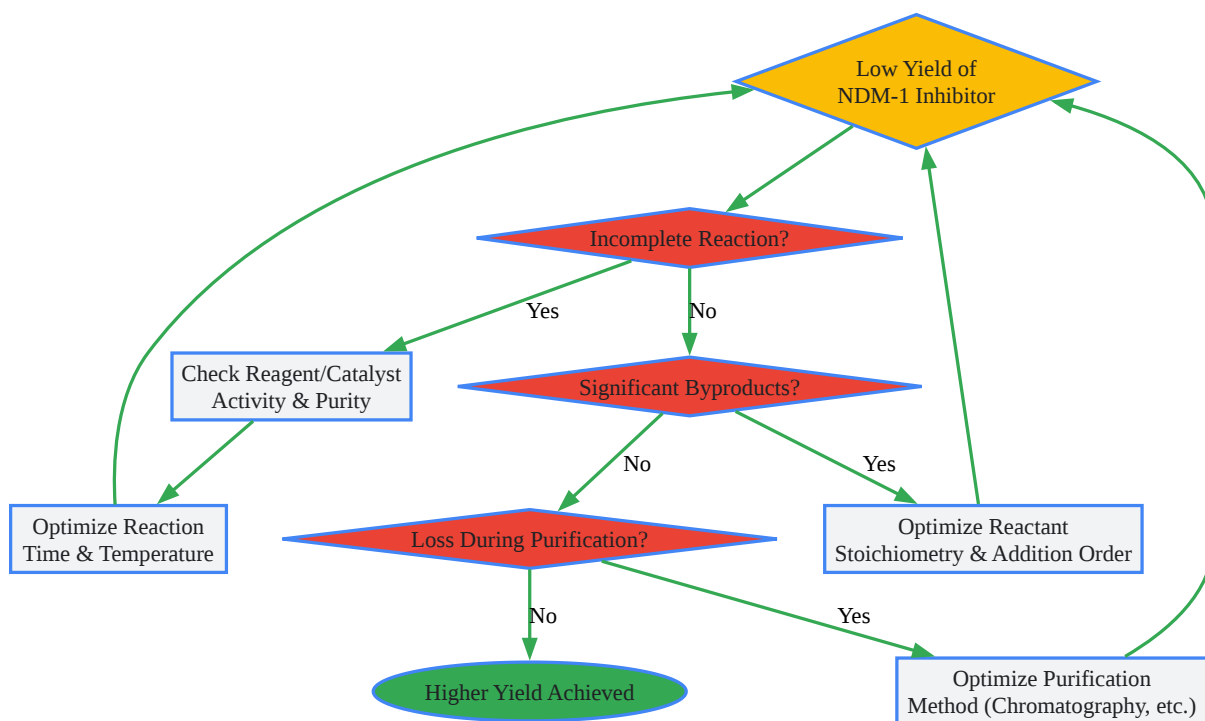 Low Yield of
NDM-1 Inhibitor
Incomplete Reaction?
Yes
No
Check Reagent/Catalyst
Activity & Purity
Significant Byproducts?
No
Yes
Optimize Reaction
Time & Temperature
Loss During Purification?
Optimize Reactant
Stoichiometry & Addition Order
No
Yes
Higher Yield Achieved
Optimize Purification
Method (Chromatography, etc.)